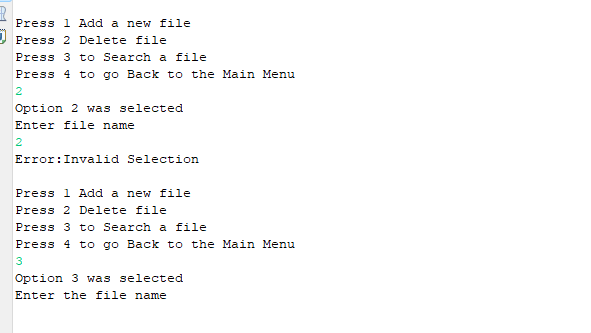 Press 1 Add a new file
Press 2 Delete file
Press 3 to Search a file
Press 4 to go Back to the Main Menu
2
Option 2 was selected
Enter file name
2
Error:Invalid Selection
Press 1 Add a new file
Press 2 Delete file
Press 3 to Search a file
Press 4 to go Back to the Main Menu
3
Option 3 was selected
Enter the file name